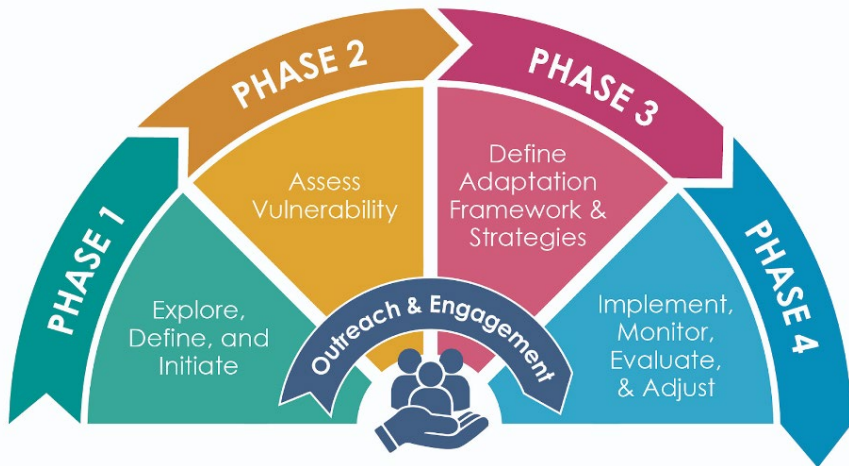 PHASE 1
Explore,
Define, and
Initiate
PHASE 2
Assess
Vulnerability
PHASE 3
Define
Adaptation
Framework &
Strategies
PHASE 4
Implement,
Monitor,
Evaluate,
& Adjust
Outreach & Engagement